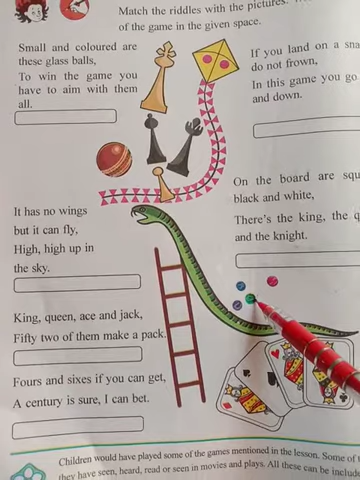 Match the riddles with the pictures.
of the game in the given space.
Small and coloured are
these glass balls,
To win the game you
have to aim with them
all.
If you land on a
do not frown,
In this game you go
and down.
On the board are
black and white,
There's the king, the
and the knight.
It has no wings
but it can fly,
High, high up in
the sky.
King, queen, ace and jack,
Fifty two of them make a pack.
Fours and sixes if you can get,
A century is sure, I can bet.
Children would have played some of the games mentioned in the lesson. Some of
they have seen, heard, read or seen in movies and plays. All these can be